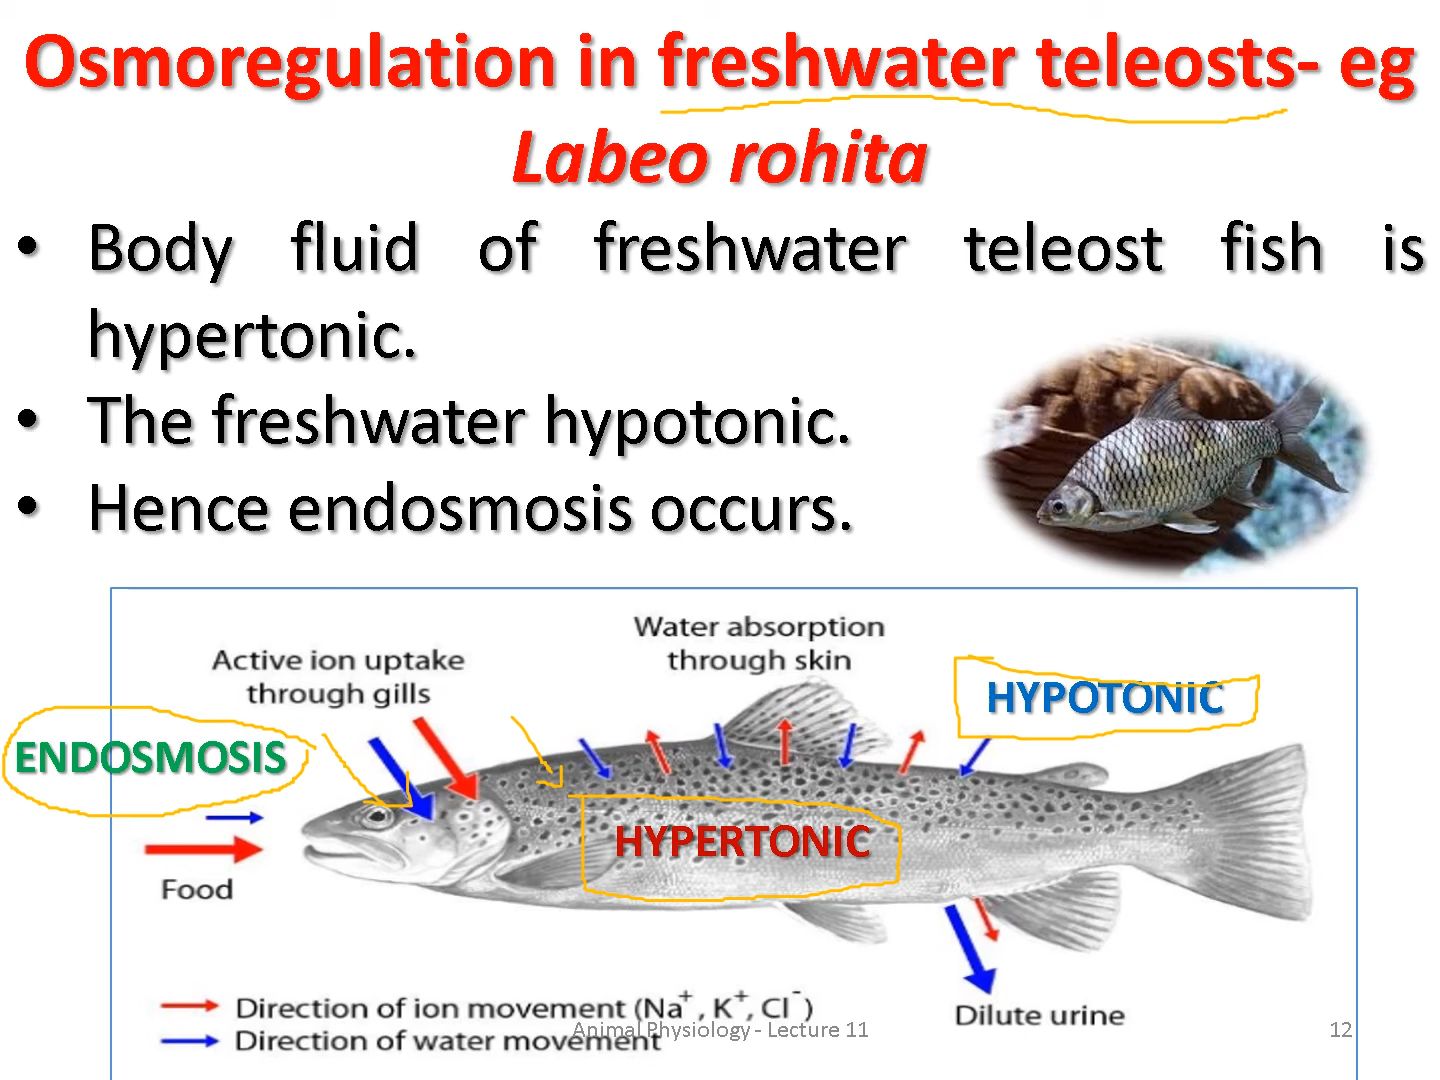 Osmoregulation in freshwater teleosts- eg
Labeo rohita
• Body fluid of freshwater teleost fish is
hypertonic.
• The freshwater hypotonic.
• Hence endosmosis occurs.
Water absorption
through skin
Active ion uptake
through gills
HYPOTONIC
ENDOSMOSIS
HYPERTONIC
Food
Direction of ion movement (Na⁺, K⁺, Cl⁻)
Direction of water movement
Dilute urine
Animal Physiology - Lecture 11
12